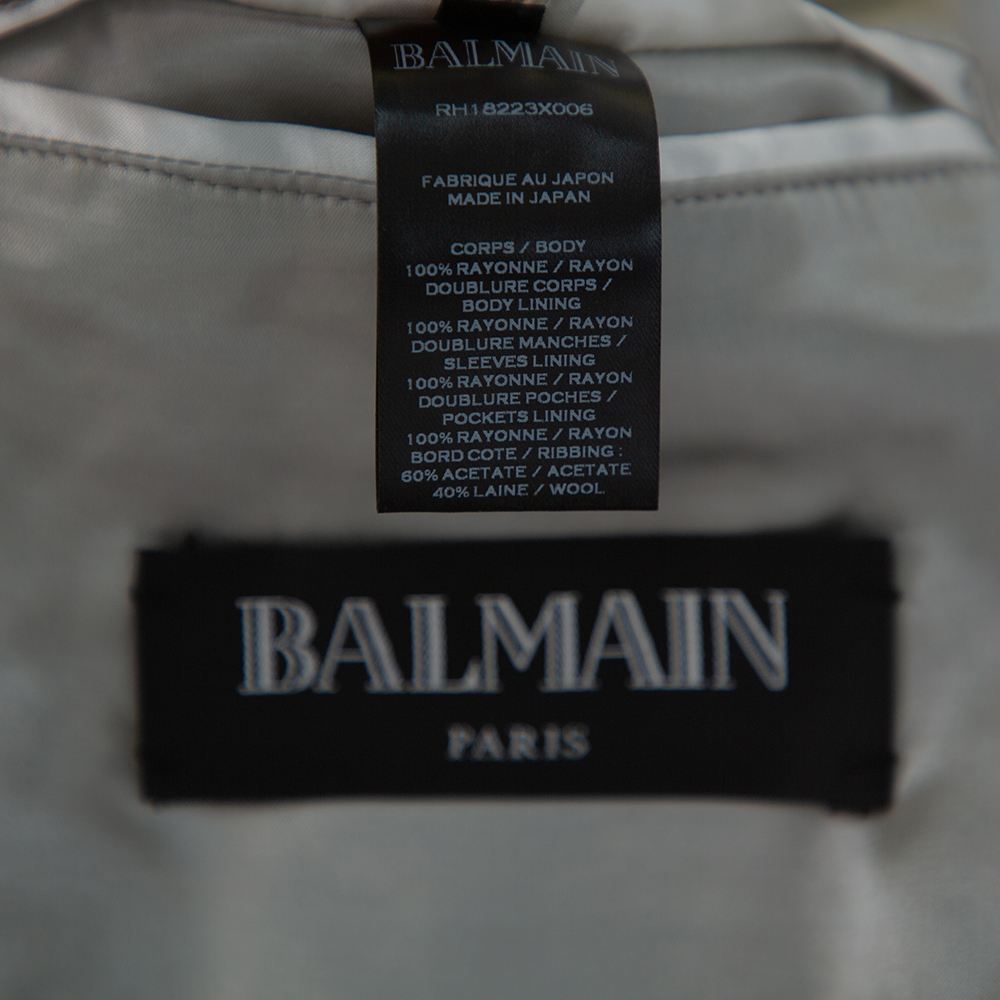 BALMAIN
RH18223X006
FABRIQUE AU JAPON
MADE IN JAPAN
CORPS / BODY
100% RAYONNE / RAYON
DOUBLURE CORPS /
BODY LINING
100% RAYONNE / RAYON
DOUBLURE MANCHES /
SLEEVES LINING
100% RAYONNE / RAYON
DOUBLURE POCHES /
POCKETS LINING
100% RAYONNE / RAYON
BORD COTE / RIBBING :
60% ACETATE / ACETATE
40% LAINE / WOOL
BALMAIN
PARIS